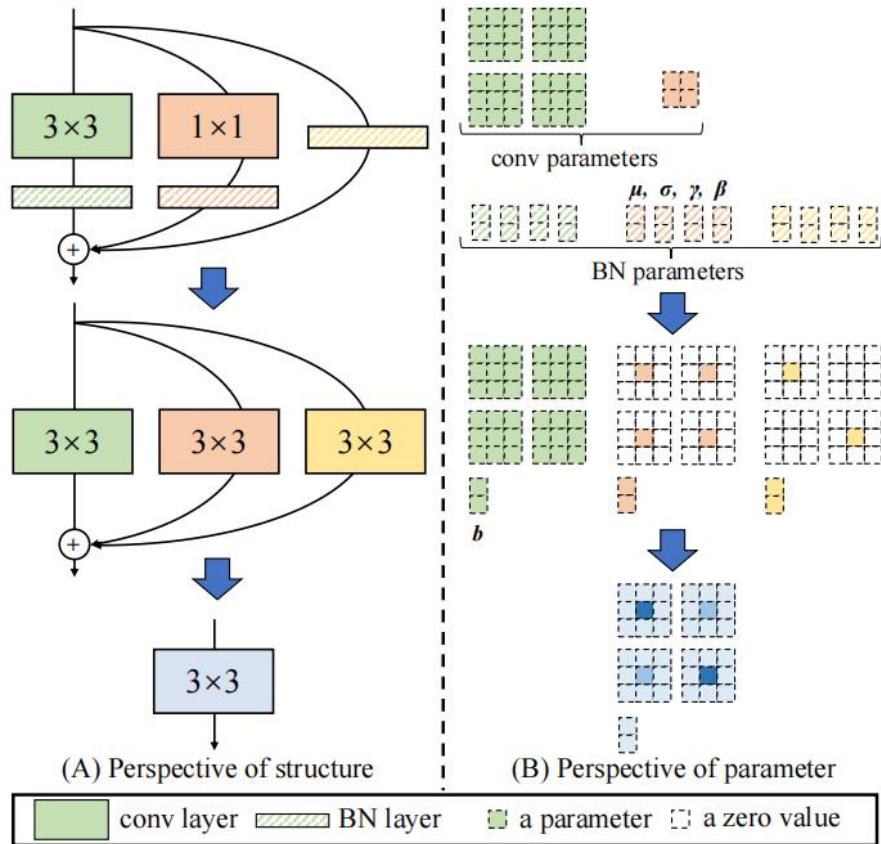 3×3
1×1
3×3
3×3
3×3
3×3
(A) Perspective of structure
conv parameters
μ, σ, γ, β
BN parameters
b
(B) Perspective of parameter
conv layer
BN layer
a parameter
a zero value